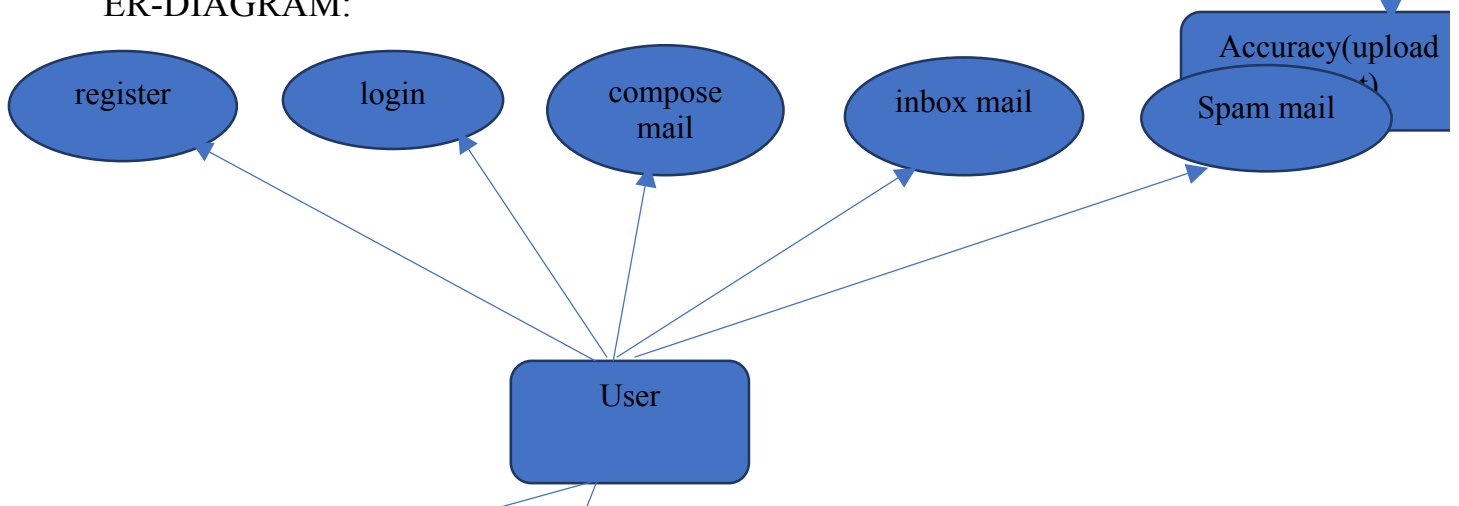 ER-DIAGRAM:
Accuracy(upload
t)
register
login
compose
mail
inbox mail
Spam mail
User